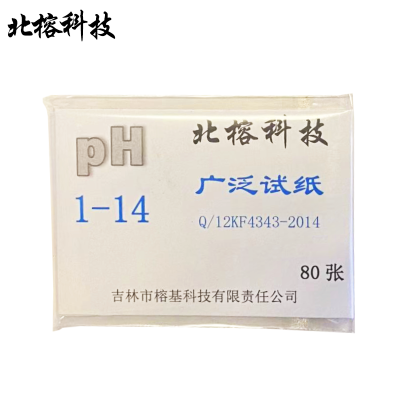 北榕科技
pH 北榕科技
1-14 广泛试纸
Q/12KF4343-2014
80张
吉林市榕基科技有限责任公司